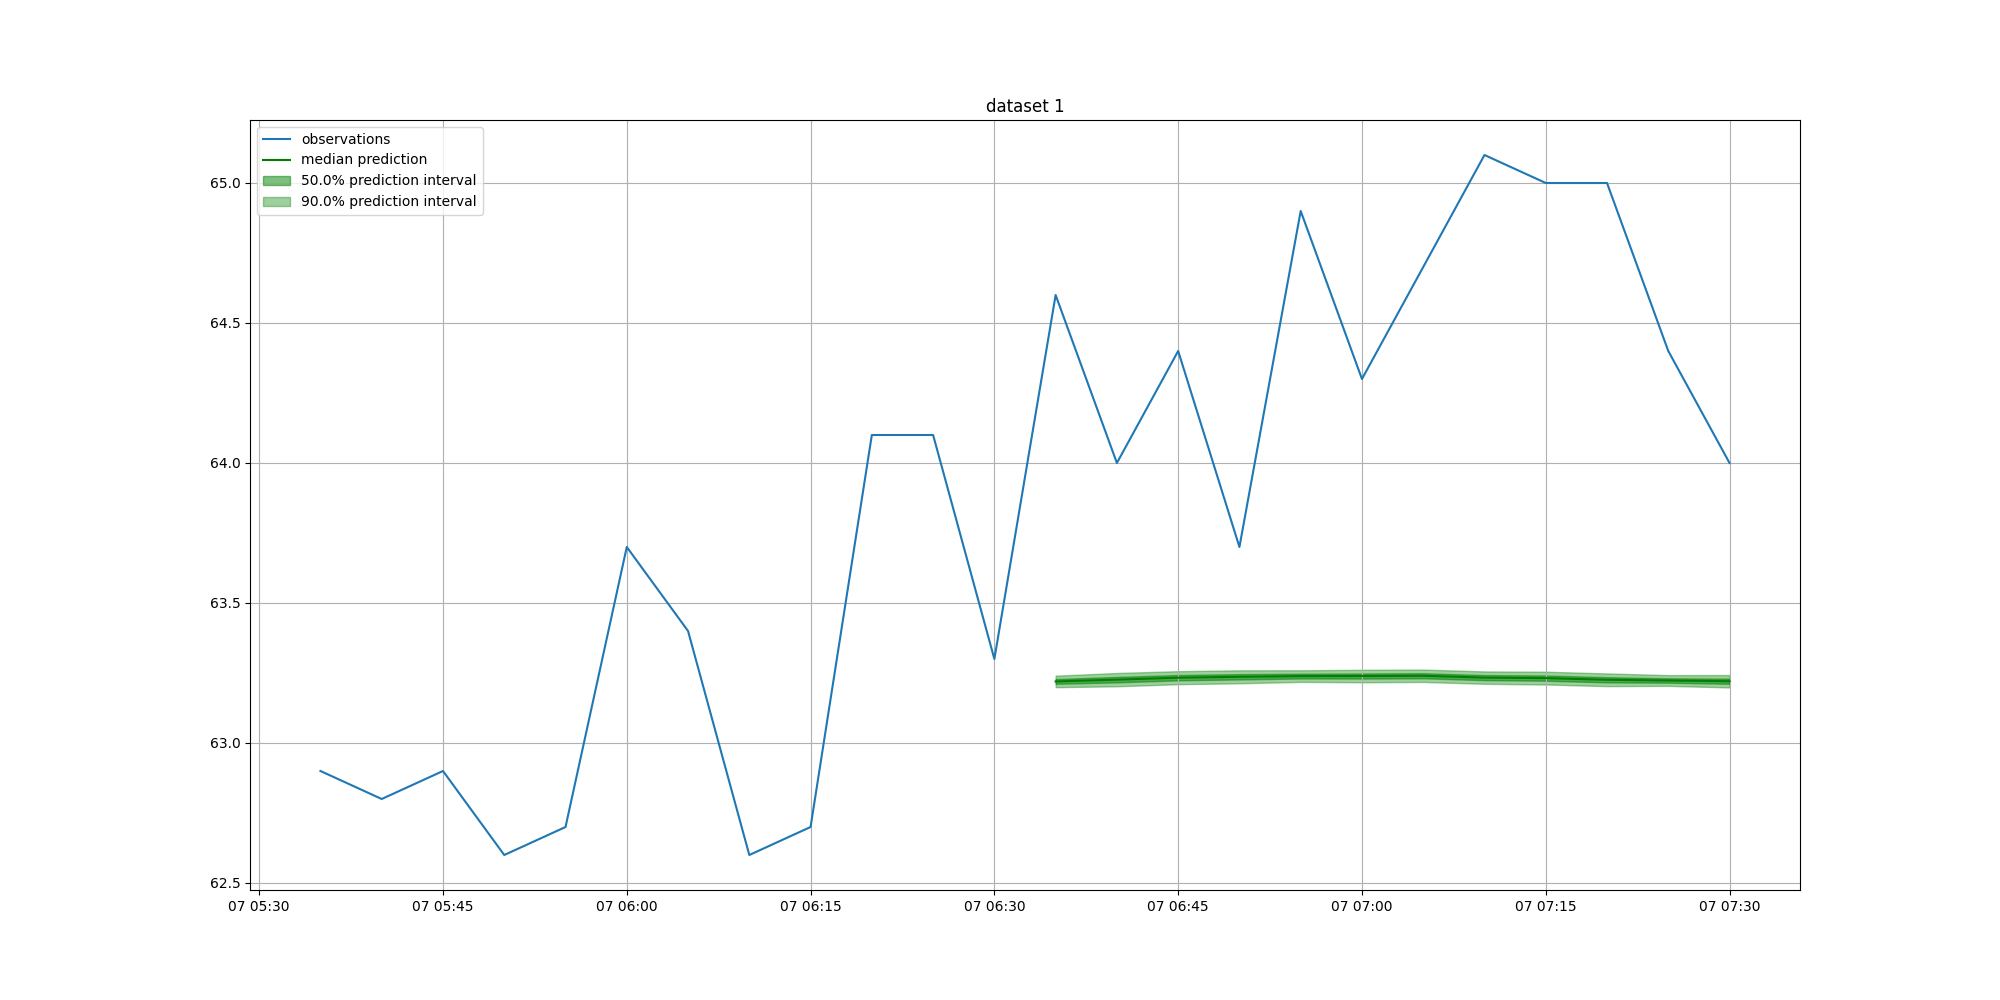 dataset 1
observations
median prediction
50.0% prediction interval
90.0% prediction interval
65.0
64.5
64.0
63.5
63.0
62.5
07 05:30 07 05:45 07 06:00 07 06:15 07 06:30 07 06:45 07 07:00 07 07:15 07 07:30